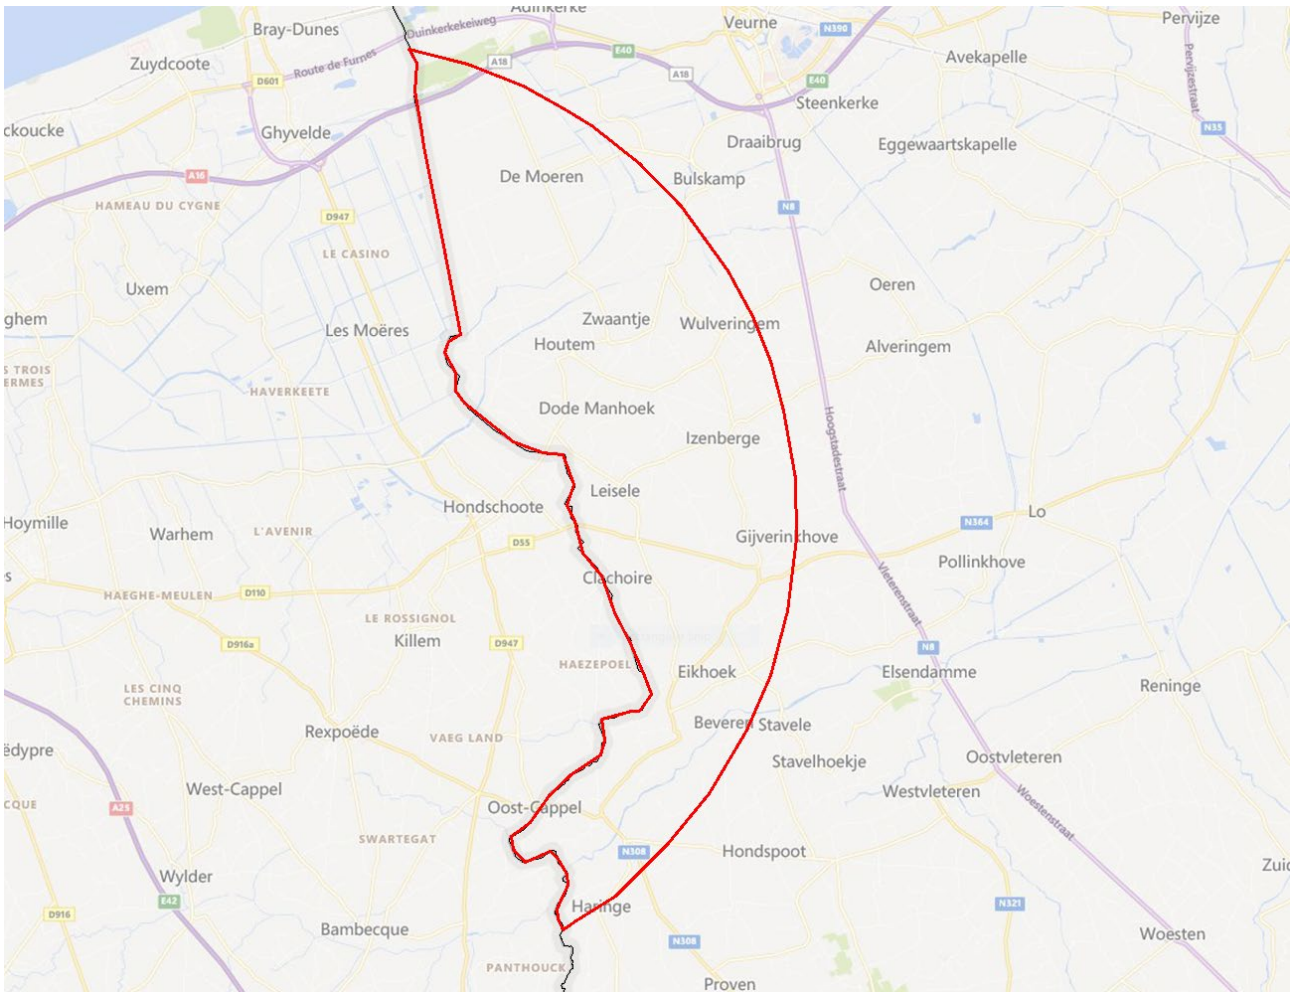 Adinkerke
Bray-Dunes
Duinkerkekeiweg
Veurne
N390
Pervijze
Zuydcoote
Route de Furnes
A18
E40
A18
E40
Avekapelle
Pervijzestraat
D601
Steenkerke
ckoucke
Ghyvelde
Draaibrug
Eggewaartskapelle
N35
A16
De Moeren
Bulskamp
HAMEAU DU CYGNE
D947
N8
LE CASINO
Uxem
Oeren
ghem
Les Moëres
Zwaantje
Wulveringem
Houtem
Alveringem
S TROIS
ERMES
HAVERKEETE
Dode Manhoek
Izenberge
Hoogstadestraat
Leisele
Hondschoote
Hoymille
Warhem
L'AVENIR
D55
Gijverinkhove
N364
Lo
Pollinkhove
Clachoire
s
HAEGHE-MEULEN
D110
Vleterenstraat
LE ROSSIGNOL
Killem
D916a
D947
N8
HAEZEPOEL
Eikhoek
Elsendamme
Reninge
LES CINQ
CHEMINS
Rexpoëde
VAEG LAND
Beveren
Stavele
ëdypre
Stavelhoekje
Oostvleteren
West-Cappel
CQUE
A25
Oost-Cappel
Westvleteren
Woestenstraat
SWARTEGAT
N308
Hondspoot
Zuid
Wylder
E42
D916
Haringe
N321
Bambecque
N308
Woesten
PANTHOUCK
Proven